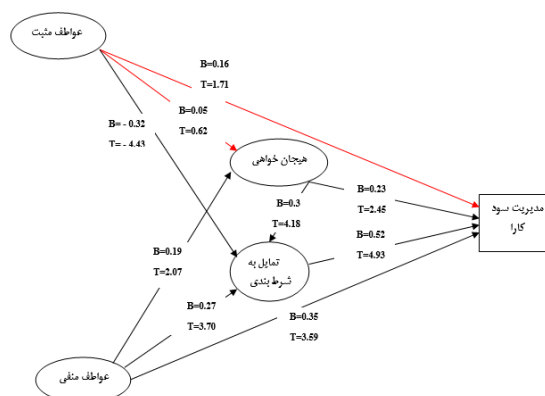 عواطف مثبت
B=0.16
T=1.71
B=0.05
T=0.62
B= - 0.32
T= - 4.43
هیجان خواهی
B=0.23
T=2.45
B=0.3
T=4.18
مدیریت سود
کارا
B=0.52
T=4.93
تمایل به
شرط بندی
B=0.19
T=2.07
B=0.27
T=3.70
B=0.35
T=3.59
عواطف منفی